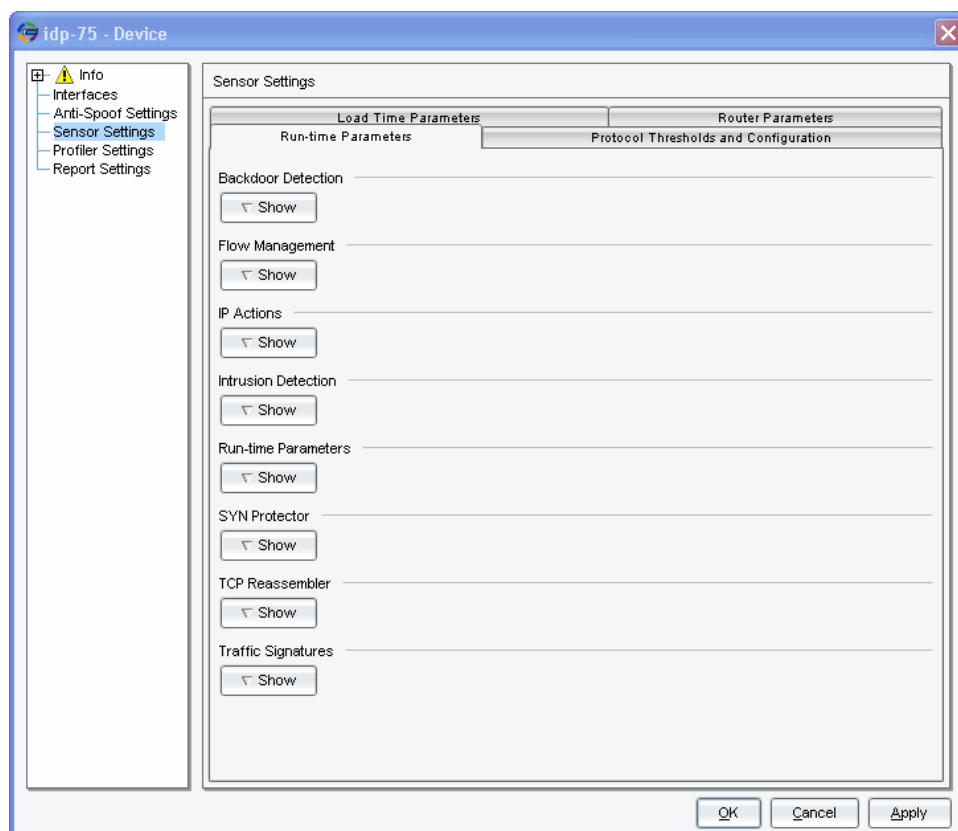 idp-75 - Device
Info
Interfaces
Anti-Spoof Settings
Sensor Settings
Profiler Settings
Report Settings
Sensor Settings
Load Time Parameters
Router Parameters
Run-time Parameters
Protocol Thresholds and Configuration
Backdoor Detection
Show
Flow Management
Show
IP Actions
Show
Intrusion Detection
Show
Run-time Parameters
Show
SYN Protector
Show
TCP Reassembler
Show
Traffic Signatures
Show
OK
Cancel
Apply